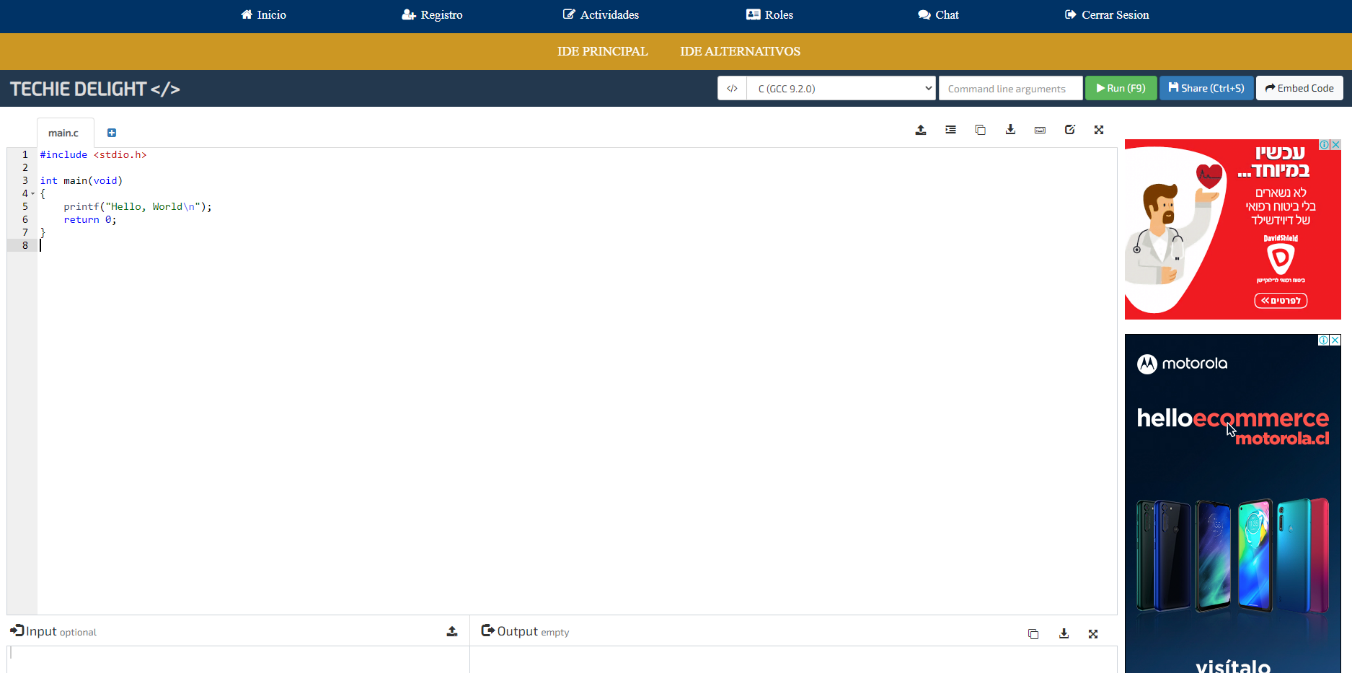 Inicio
Registro
Actividades
Roles
Chat
Cerrar Sesion
IDE PRINCIPAL
IDE ALTERNATIVOS
TECHIE DELIGHT </>
</>
C (GCC 9.2.0)
Command line arguments
Run (F9)
Share (Ctrl+S)
Embed Code
main.c
1 #include <stdio.h>
2
3 int main(void)
4 {
5 printf("Hello, World\n");
6 return 0;
7 }
8
Input optional
Output empty
עכשיו
במיוחד...
לא נשארים
בלי ביטוח רפואי
של דיוידשילד
DavidShield
לפרטים >>
motorola
helloecommerce
motorola.cl
visítalo